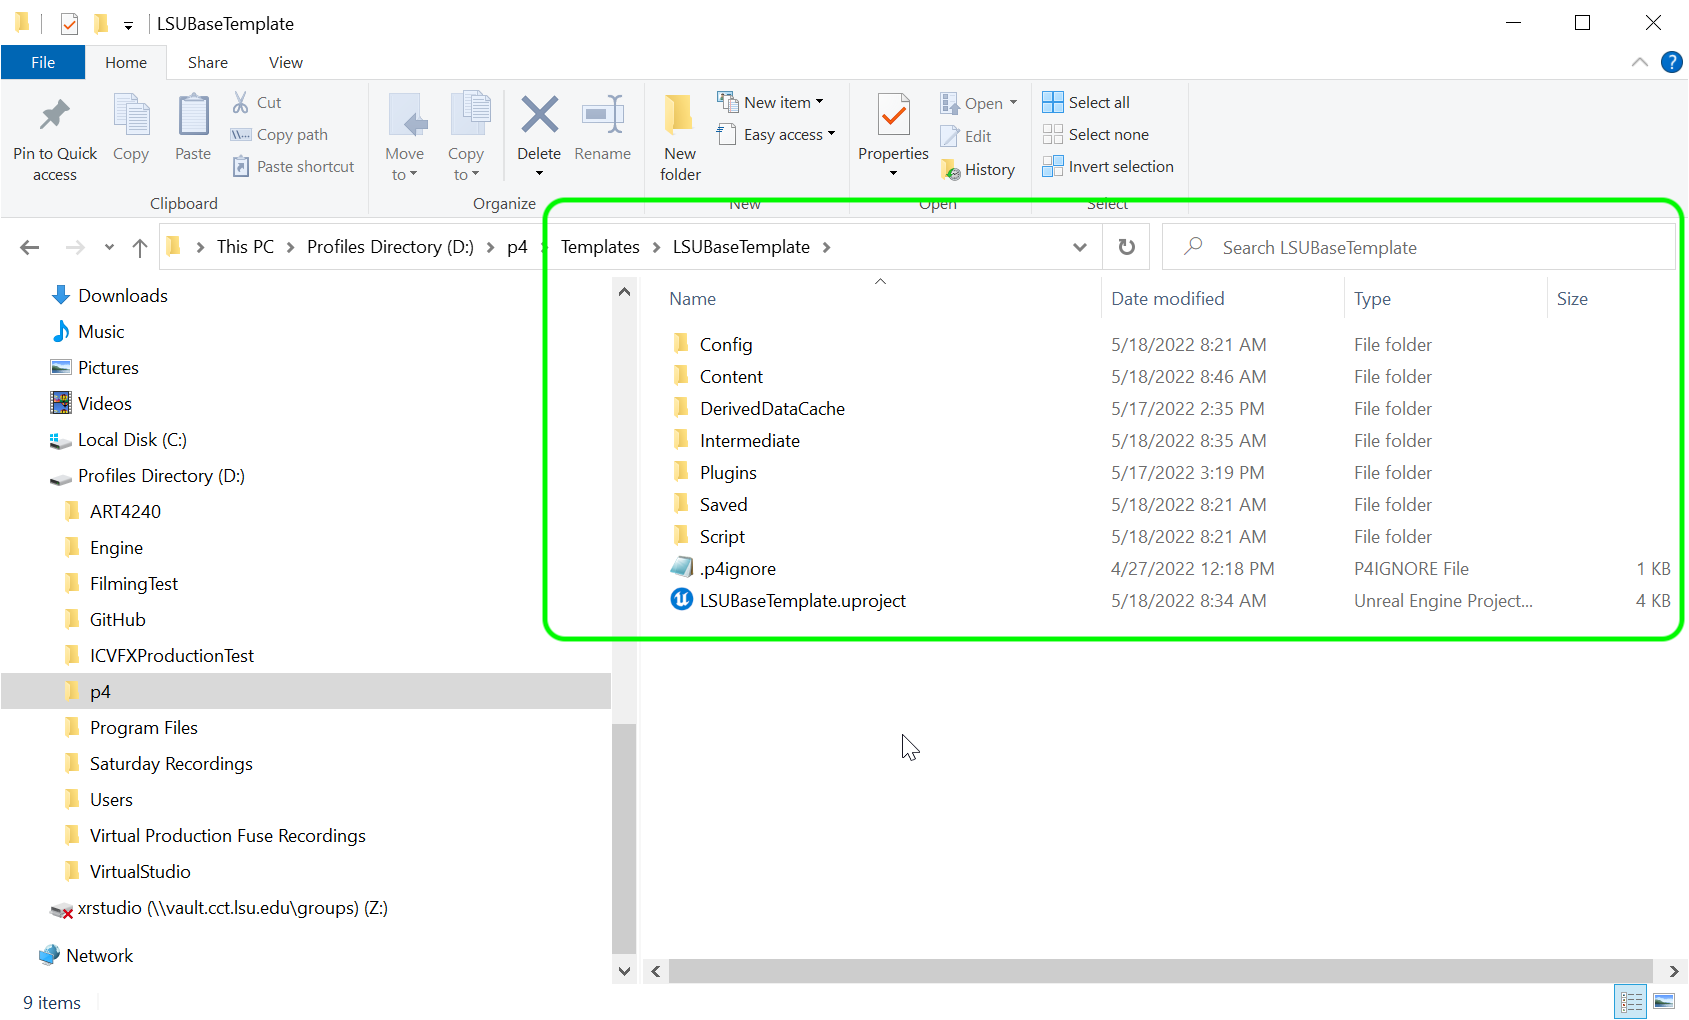 LSUBaseTemplate
File Home Share View
Pin to Quick access
Copy
Paste
Cut
Copy path
Paste shortcut
Clipboard
Move to
Copy to
Delete
Rename
Organize
New folder
New item
Easy access
New
Properties
Open
Edit
History
Open
Select all
Select none
Invert selection
Select
This PC Profiles Directory (D:) p4 Templates LSUBaseTemplate
Search LSUBaseTemplate
Downloads
Music
Pictures
Videos
Local Disk (C:)
Profiles Directory (D:)
ART4240
Engine
FilmingTest
GitHub
ICVFXProductionTest
p4
Program Files
Saturday Recordings
Users
Virtual Production Fuse Recordings
VirtualStudio
xrstudio (\\vault.cct.lsu.edu\groups) (Z:)
Network
Name Date modified Type Size
Config 5/18/2022 8:21 AM File folder
Content 5/18/2022 8:46 AM File folder
DerivedDataCache 5/17/2022 2:35 PM File folder
Intermediate 5/18/2022 8:35 AM File folder
Plugins 5/17/2022 3:19 PM File folder
Saved 5/18/2022 8:21 AM File folder
Script 5/18/2022 8:21 AM File folder
.p4ignore 4/27/2022 12:18 PM P4IGNORE File 1 KB
LSUBaseTemplate.uproject 5/18/2022 8:34 AM Unreal Engine Project... 4 KB
9 items